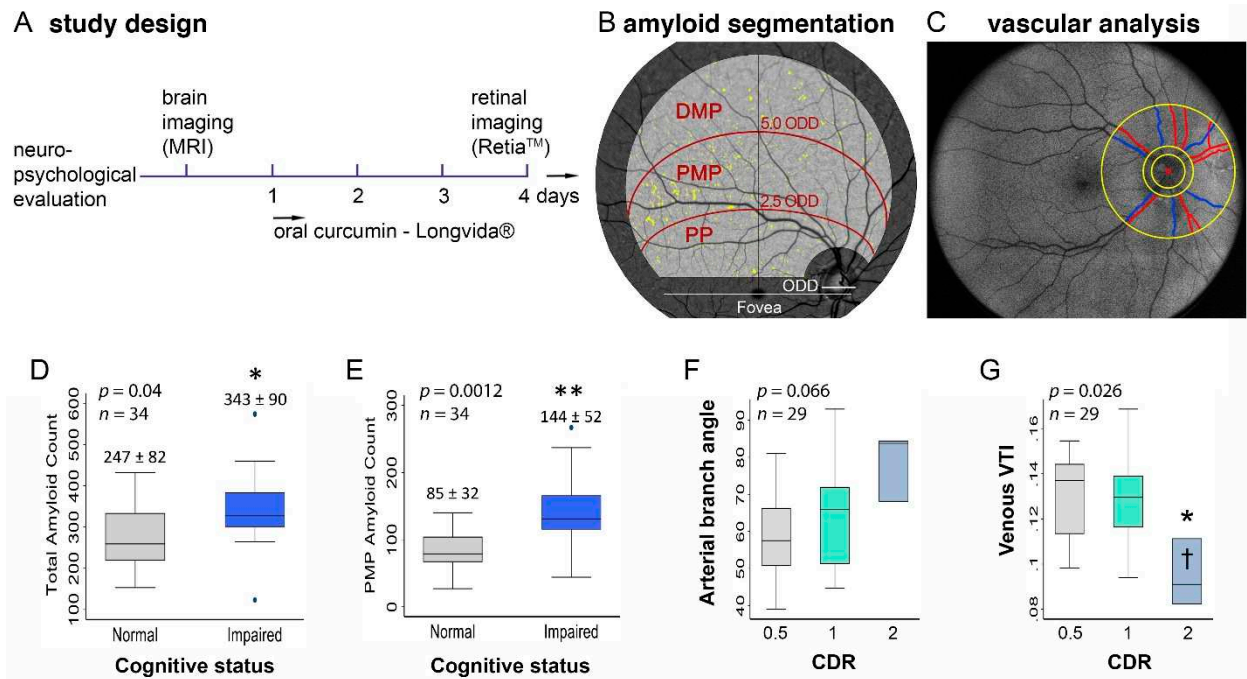 A study design
brain
imaging
(MRI)
retinal
imaging
(Retia™)
neuro-
psychological
evaluation
1 2 3 4 days
oral curcumin - Longvida®
B amyloid segmentation
DMP
5.0 ODD
PMP
2.5 ODD
PP
ODD
Fovea
C vascular analysis
D
Total Amyloid Count
100 200 300 400 500 600
p = 0.04
n = 34
247 ± 82
*
343 ± 90
Normal Impaired
Cognitive status
E
PMP Amyloid Count
0 100 200 300
p = 0.0012
n = 34
85 ± 32
**
144 ± 52
Normal Impaired
Cognitive status
F
Arterial branch angle
40 50 60 70 80 90
p = 0.066
n = 29
0.5 1 2
CDR
G
Venous VTI
.08 .1 .12 .14 .16
p = 0.026
n = 29
*
†
0.5 1 2
CDR